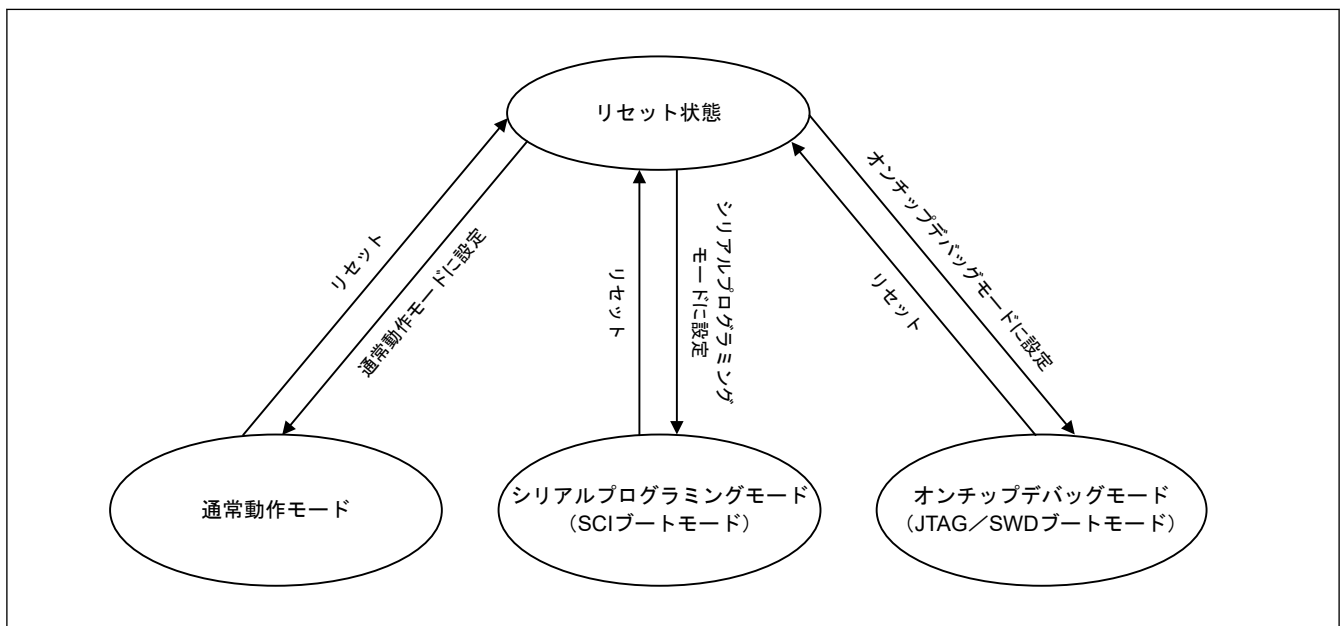 リセット状態
リセット
通常動作モードに設定
リセット
シリアルプログラミング
モードに設定
オンチップデバッグモードに設定
リセット
通常動作モード
シリアルプログラミングモード
（SCIブートモード）
オンチップデバッグモード
（JTAG／SWDブートモード）